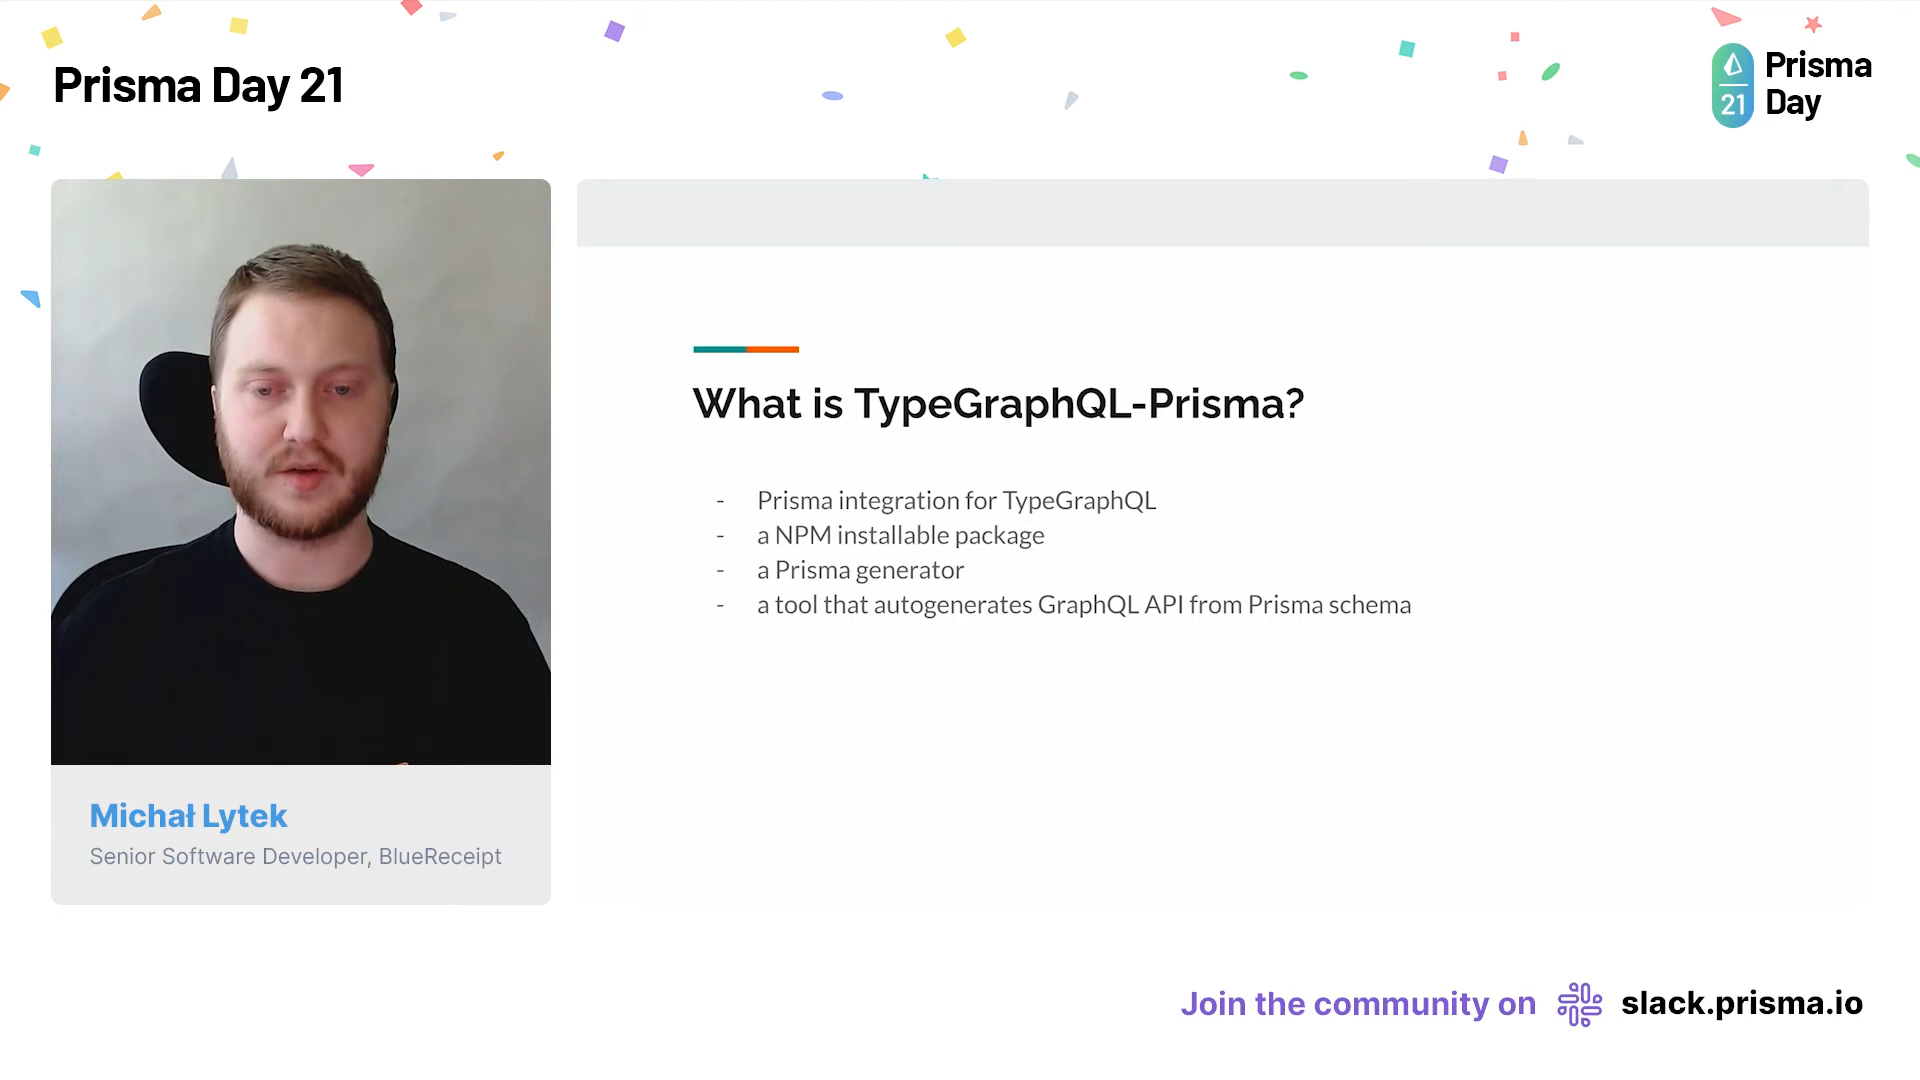 Prisma Day 21
Prisma
Day
21
What is TypeGraphQL-Prisma?
- Prisma integration for TypeGraphQL
- a NPM installable package
- a Prisma generator
- a tool that autogenerates GraphQL API from Prisma schema
Michał Lytek
Senior Software Developer, BlueReceipt
Join the community on slack.prisma.io